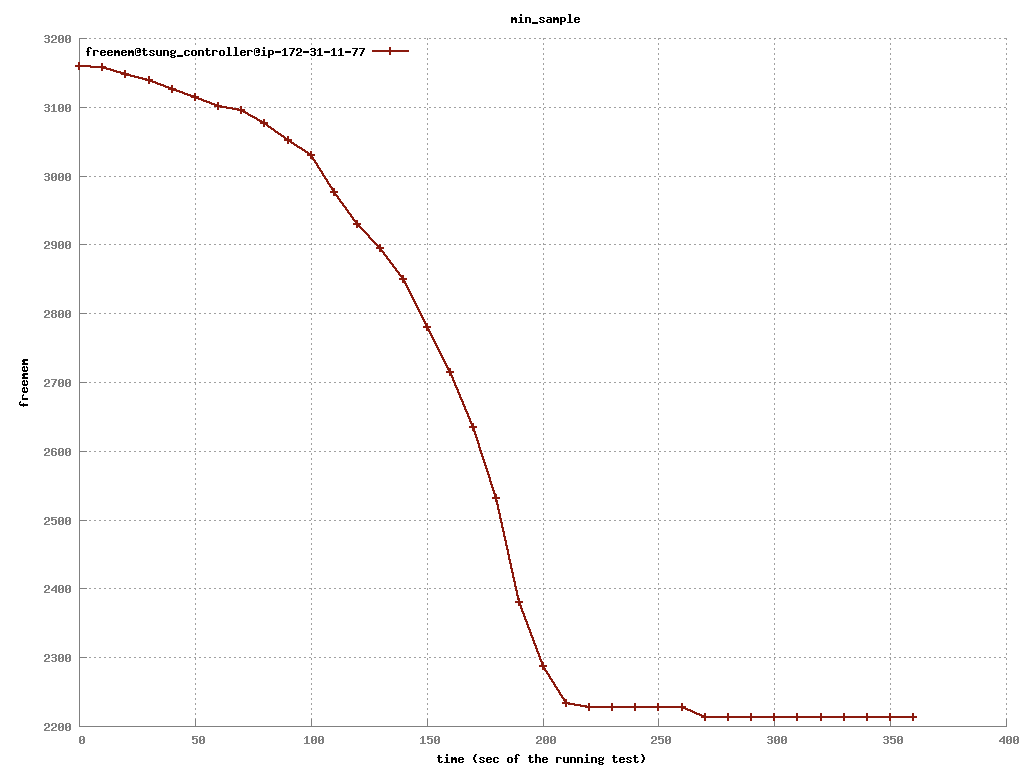 min_sample
3200
freemem@tsung_controller@ip-172-31-11-77
3100
3000
2900
2800
2700
freemem
2600
2500
2400
2300
2200
0 50 100 150 200 250 300 350 400
time (sec of the running test)